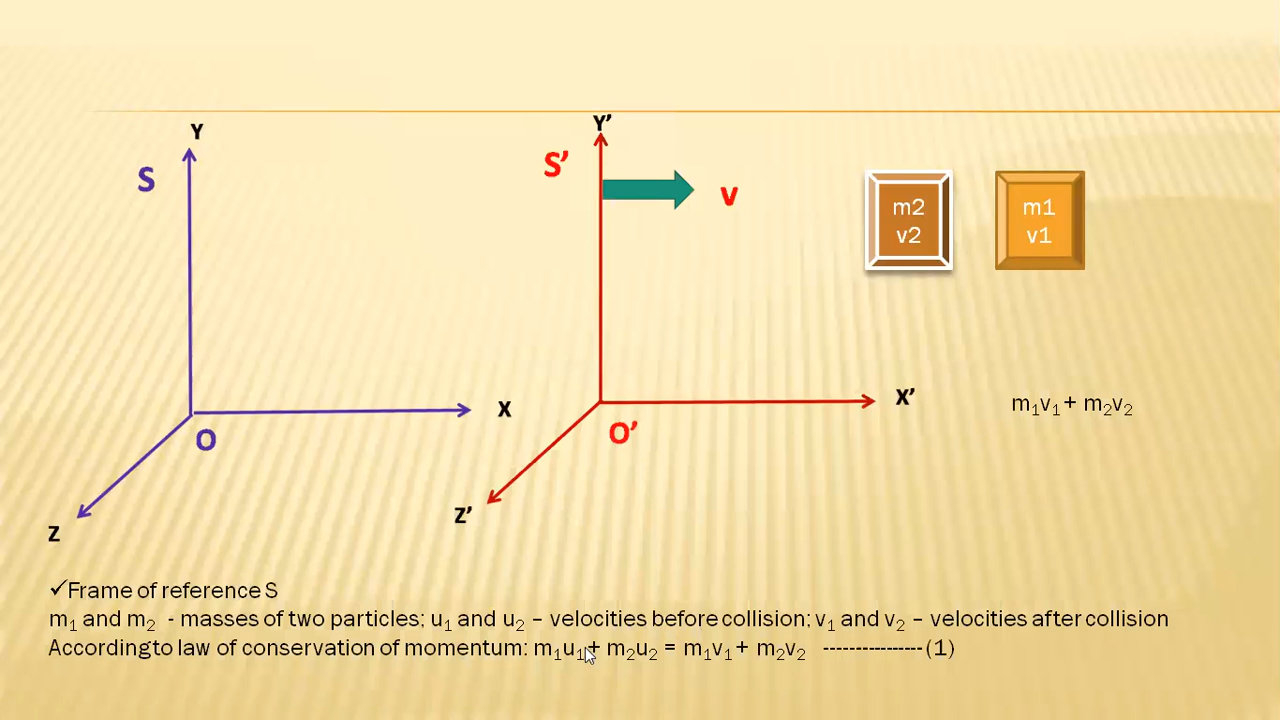 Y
S
X
O
Z
Y’
S’
v
X’
O’
Z’
m2
v2
m1
v1
m₁v₁ + m₂v₂
✓Frame of reference S
m₁ and m₂ - masses of two particles; u₁ and u₂ – velocities before collision; v₁ and v₂ – velocities after collision
Accordingto law of conservation of momentum: m₁u₁+ m₂u₂ = m₁v₁ + m₂v₂ ----------------(1)